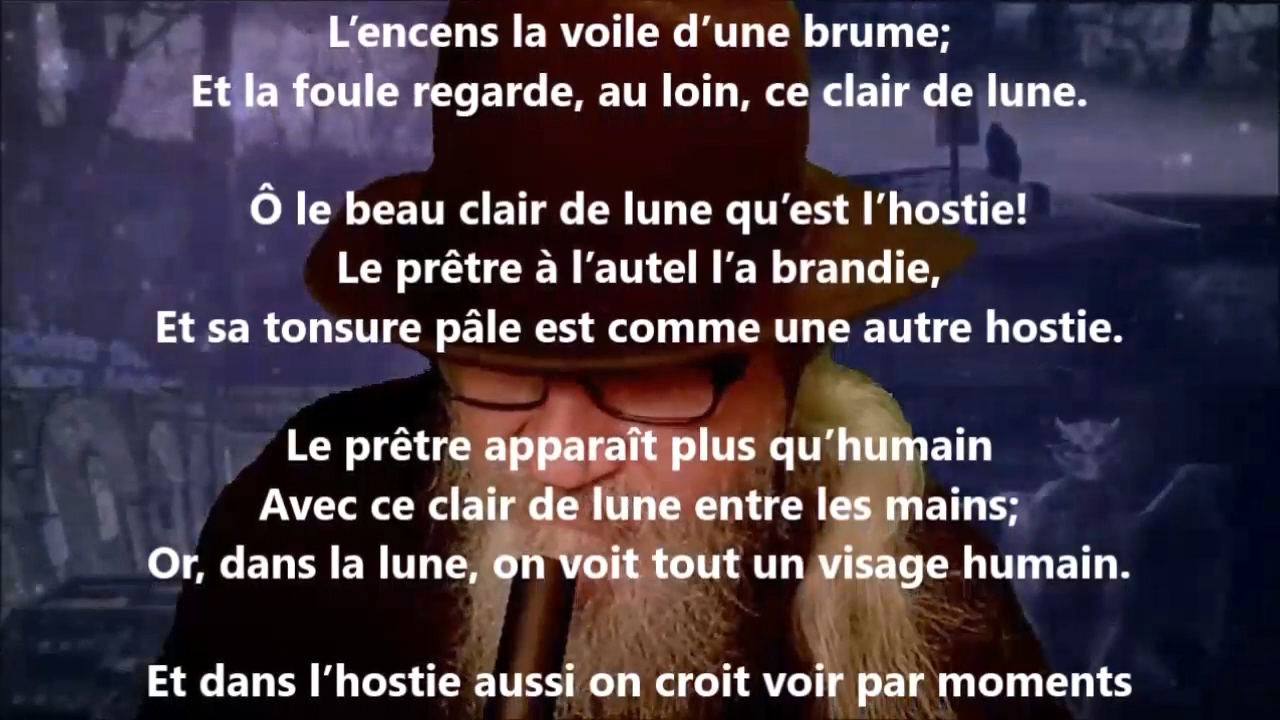 L’encens la voile d’une brume;
Et la foule regarde, au loin, ce clair de lune.
Ô le beau clair de lune qu’est l’hostie!
Le prêtre à l’autel l’a brandie,
Et sa tonsure pâle est comme une autre hostie.
Le prêtre apparaît plus qu’humain
Avec ce clair de lune entre les mains;
Or, dans la lune, on voit tout un visage humain.
Et dans l’hostie aussi on croit voir par moments